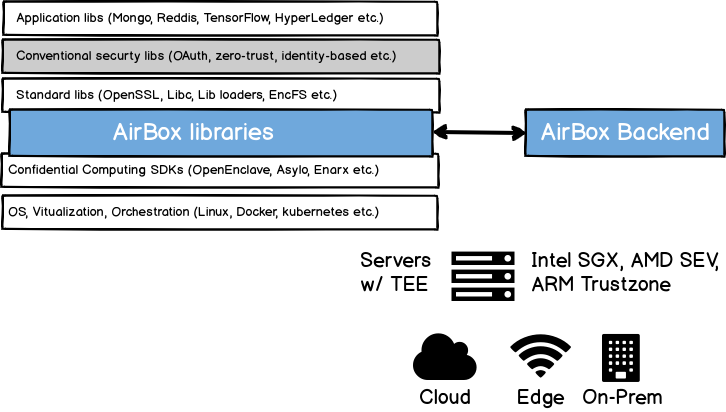 Application libs (Mongo, Reddis, TensorFlow, HyperLedger etc.)
Conventional securty libs (OAuth, zero-trust, identity-based etc.)
Standard libs (OpenSSL, Libc, Lib loaders, EncFS etc.)
AirBox libraries
AirBox Backend
Confidential Computing SDKs (OpenEnclave, Asylo, Enarx etc.)
OS, Vitualization, Orchestration (Linux, Docker, kubernetes etc.)
Servers
w/ TEE
Intel SGX, AMD SEV,
ARM Trustzone
Cloud
Edge
On-Prem